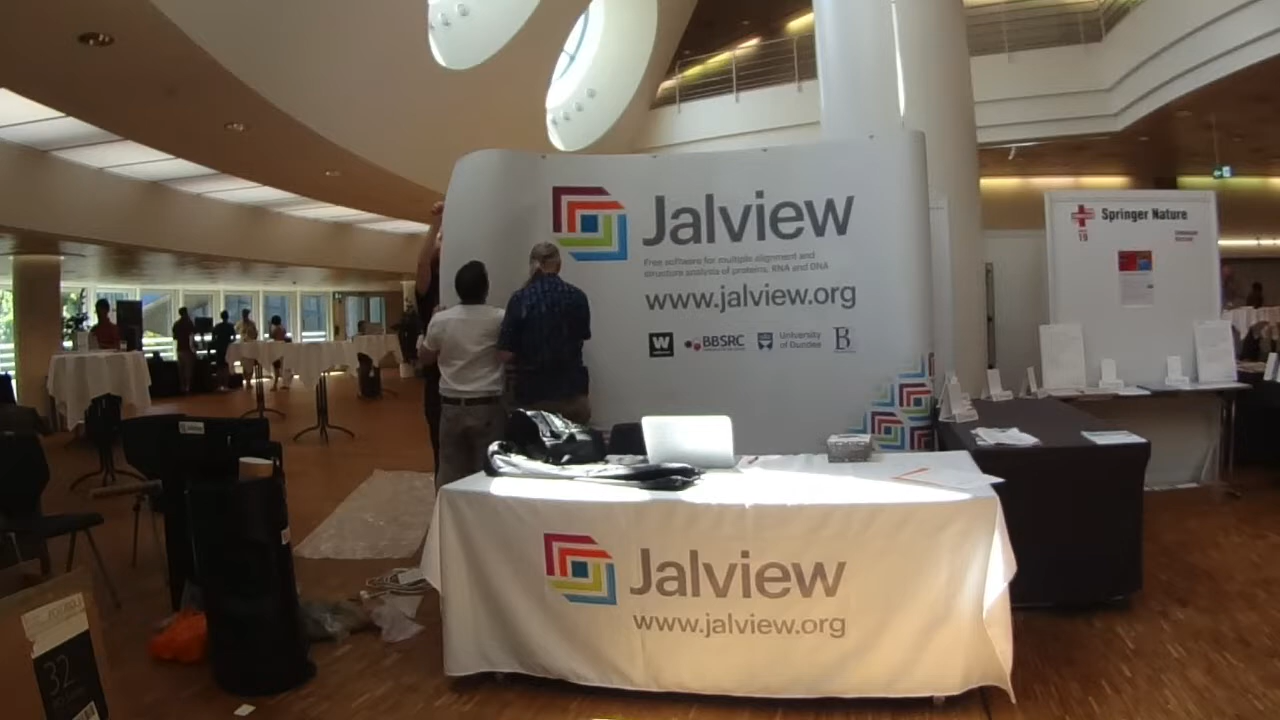 Jalview
Free software for multiple alignment and
structure analysis of proteins, RNA and DNA
www.jalview.org
W
BBSRC
University
of Dundee
B
Springer Nature
19
Jalview
www.jalview.org
32